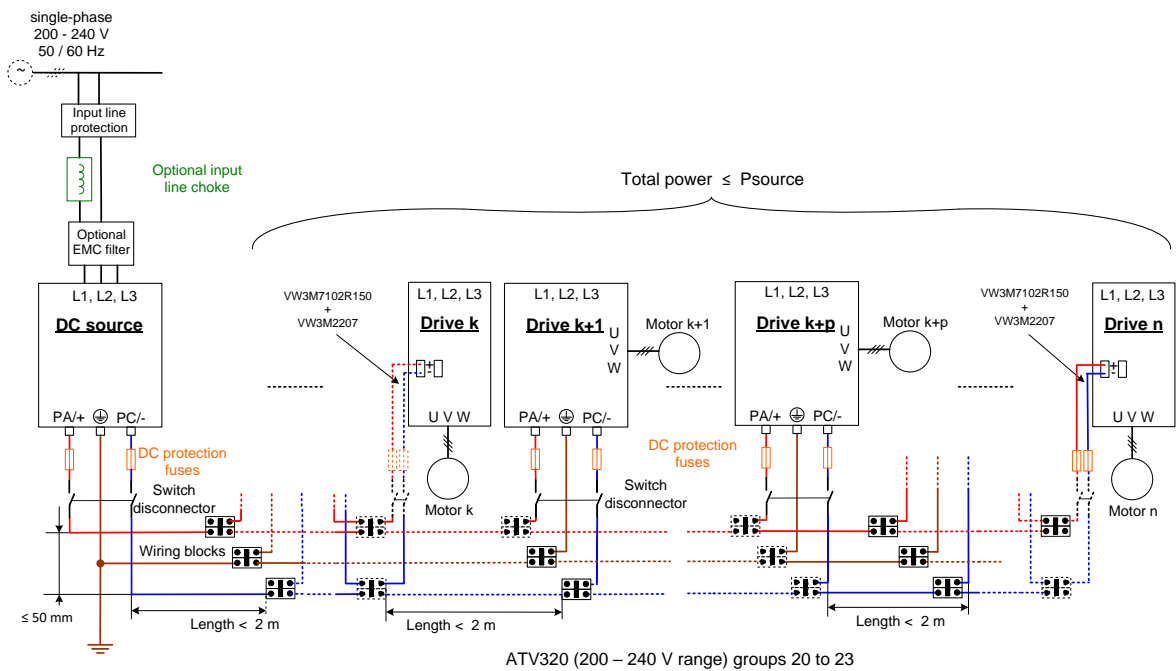 single-phase
200 - 240 V
50 / 60 Hz
~
Input line
protection
Optional input
line choke
Optional
EMC filter
Total power ≤ Psource
L1, L2, L3
DC source
PA/+
PC/-
VW3M7102R150
+
VW3M2207
L1, L2, L3
Drive k
+
-
U V W
Motor k
L1, L2, L3
Drive k+1
U
V
W
Motor k+1
PA/+
PC/-
L1, L2, L3
Drive k+p
U
V
W
Motor k+p
PA/+
PC/-
VW3M7102R150
+
VW3M2207
L1, L2, L3
Drive n
+
-
U V W
Motor n
DC protection
fuses
Switch
disconnector
DC protection
fuses
Switch
disconnector
Wiring blocks
≤ 50 mm
Length < 2 m
Length < 2 m
Length < 2 m
ATV320 (200 – 240 V range) groups 20 to 23